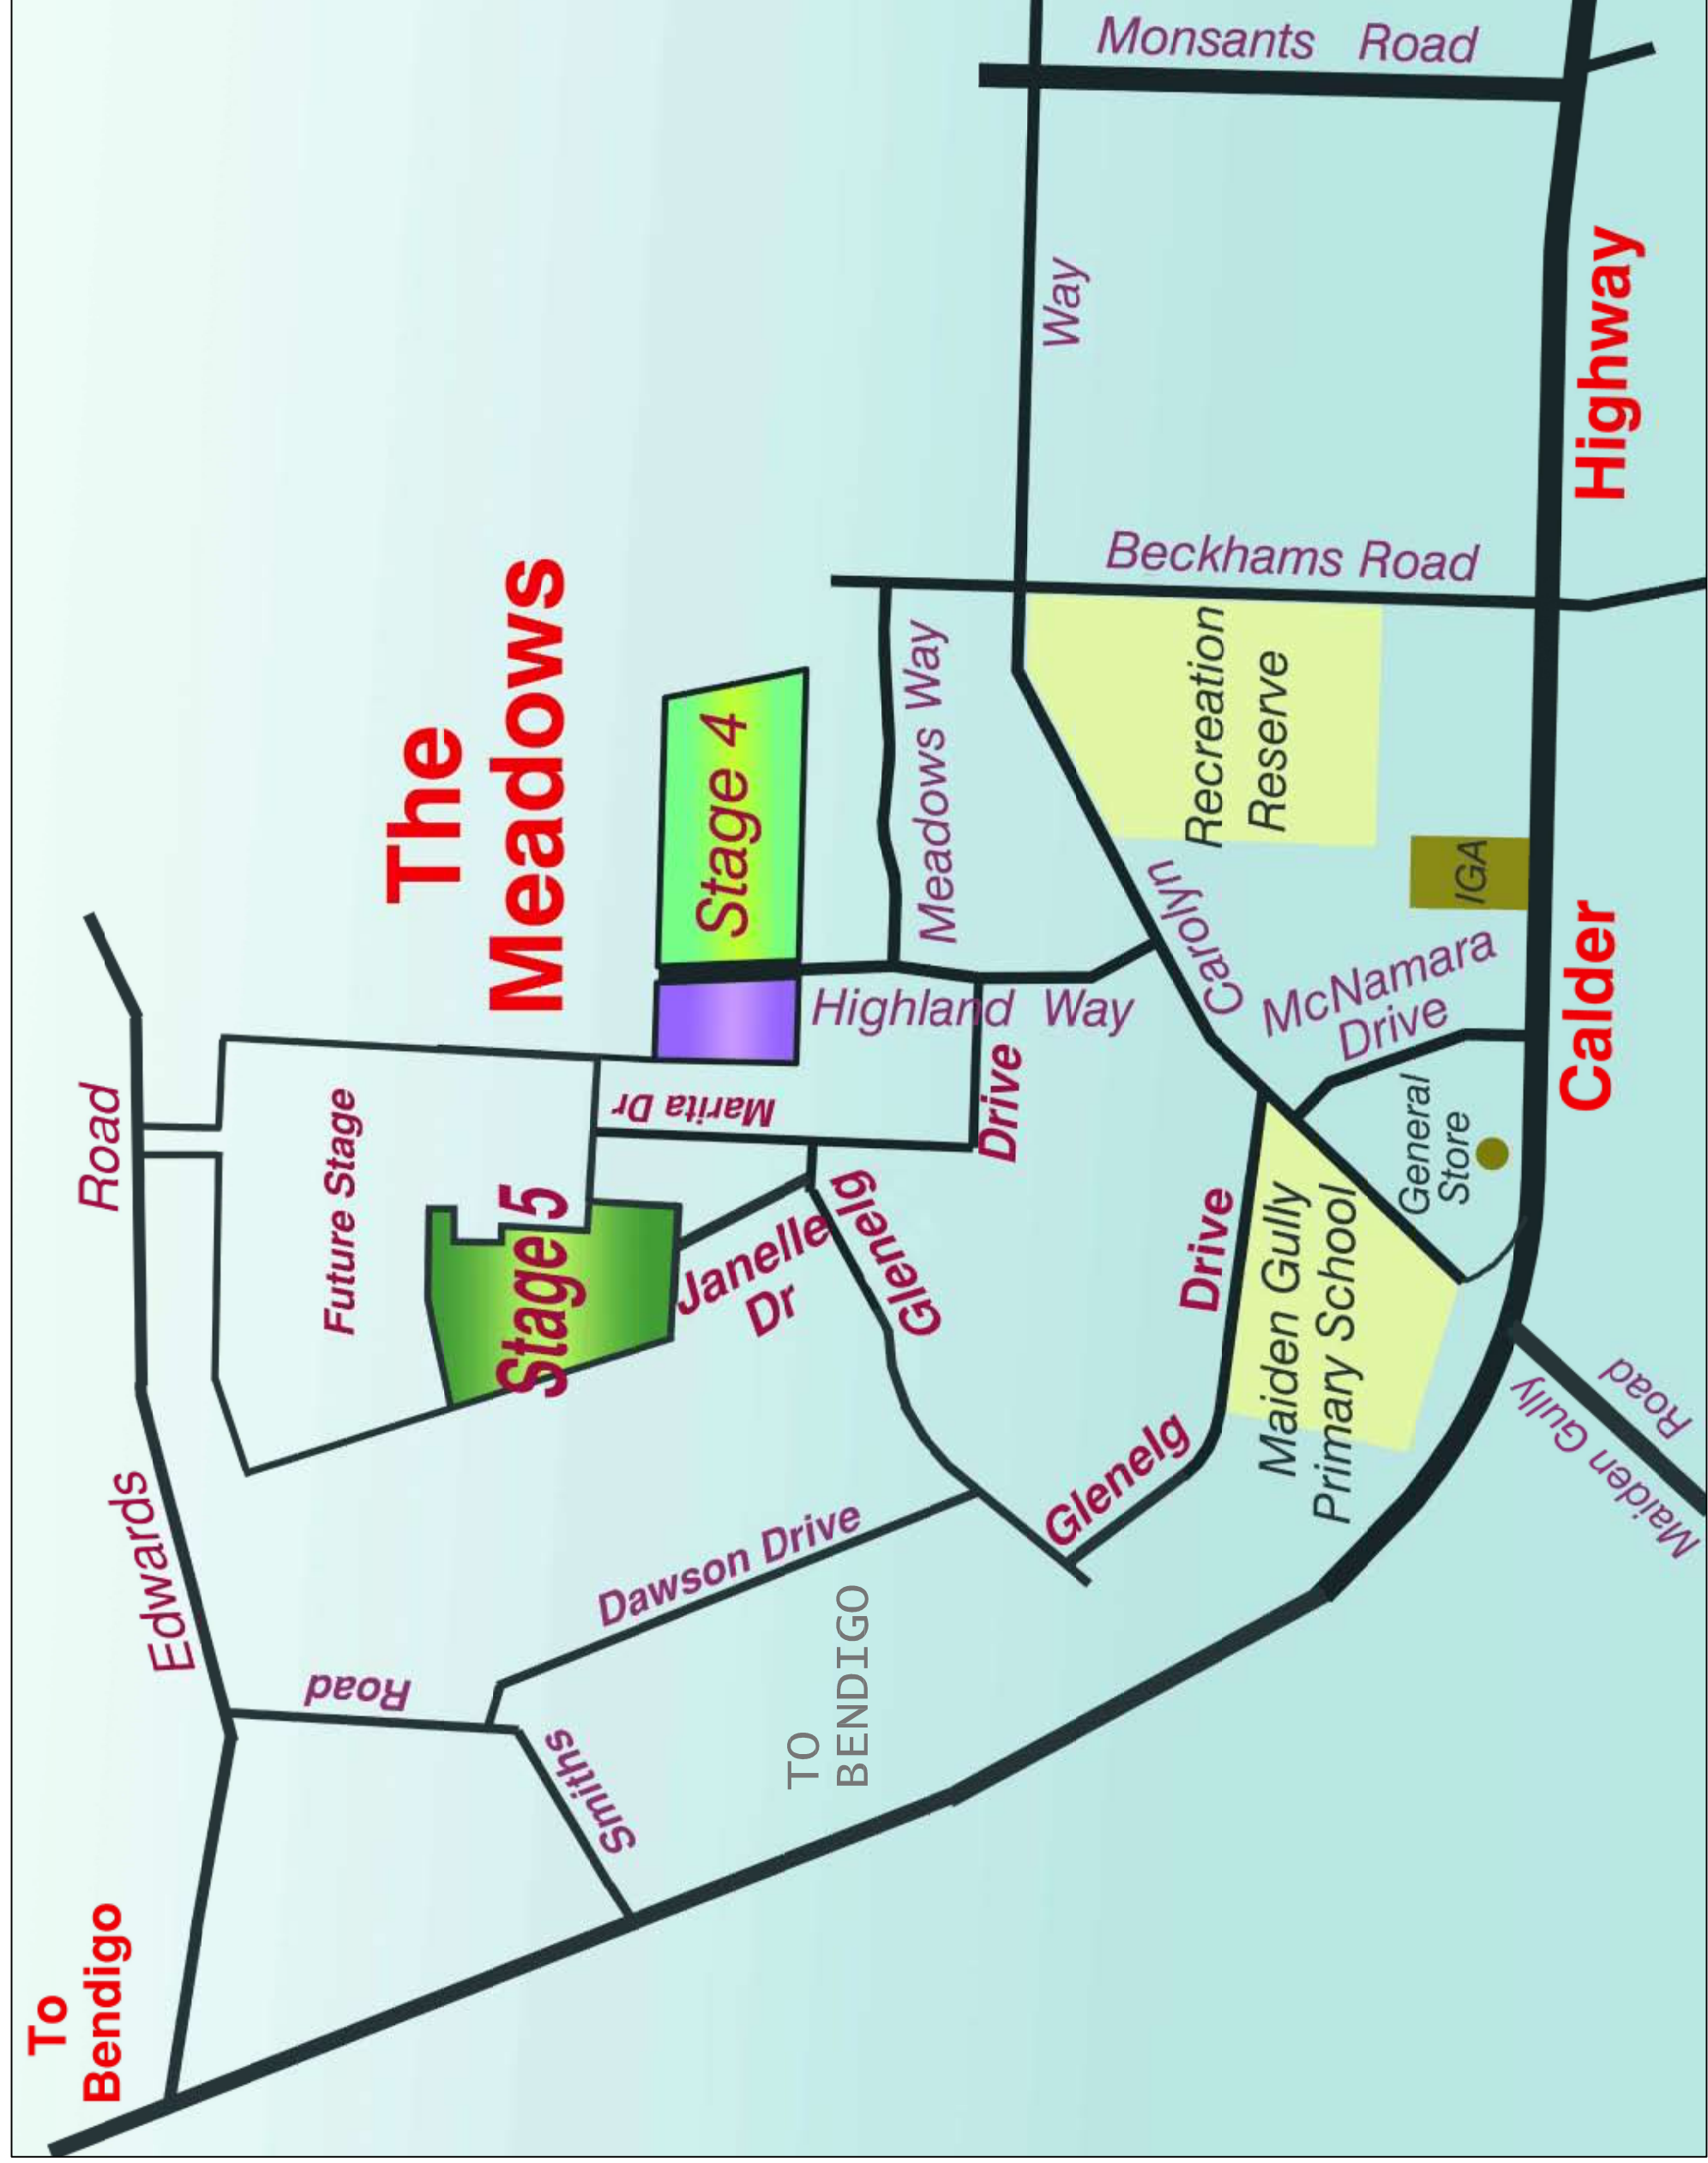 To
Bendigo
Edwards
Road
Road
Smiths
Dawson Drive
TO
BENDIGO
Future Stage
Stage 5
The
Meadows
Stage 4
Marita Dr
Janelle
Dr
Glenelg
Drive
Highland Way
Meadows Way
Glenelg
Drive
Carolyn
Way
Maiden Gully
Primary School
McNamara
Drive
General
Store
IGA
Recreation
Reserve
Beckhams Road
Monsants Road
Calder
Highway
Maiden Gully
Road